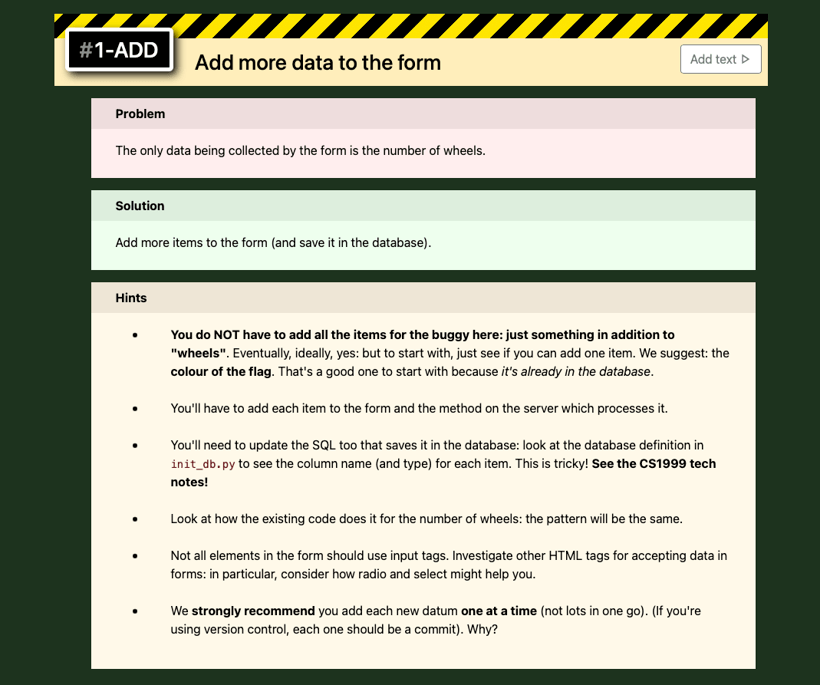 #1-ADD
Add more data to the form
Add text ▷
Problem
The only data being collected by the form is the number of wheels.
Solution
Add more items to the form (and save it in the database).
Hints
• You do NOT have to add all the items for the buggy here: just something in addition to
"wheels". Eventually, ideally, yes: but to start with, just see if you can add one item. We suggest: the
colour of the flag. That's a good one to start with because it's already in the database.
• You'll have to add each item to the form and the method on the server which processes it.
• You'll need to update the SQL too that saves it in the database: look at the database definition in
init_db.py to see the column name (and type) for each item. This is tricky! See the CS1999 tech
notes!
• Look at how the existing code does it for the number of wheels: the pattern will be the same.
• Not all elements in the form should use input tags. Investigate other HTML tags for accepting data in
forms: in particular, consider how radio and select might help you.
• We strongly recommend you add each new datum one at a time (not lots in one go). (If you're
using version control, each one should be a commit). Why?